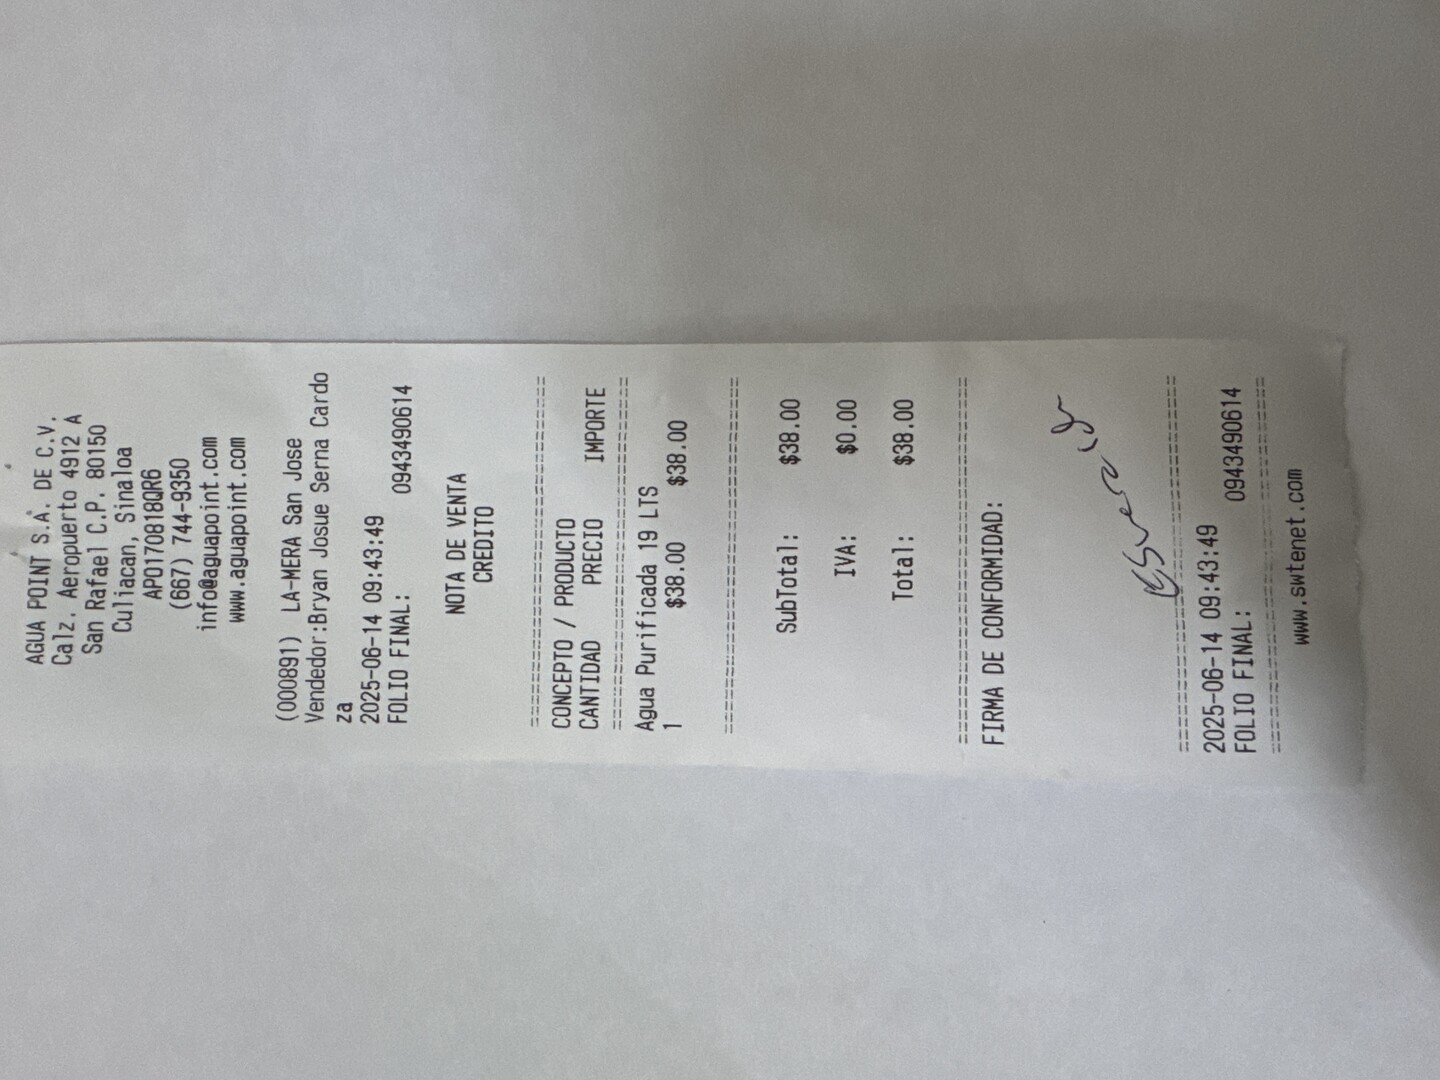 AGUA POINT S.A. DE C.V.
Calz. Aeropuerto 4912 A
San Rafael C.P. 80150
Culiacan, Sinaloa
APO170818QR6
(667) 744-9350
info@aguapoint.com
www.aguapoint.com
(000891) LA-MERA San Jose
Vendedor:Bryan Josue Serna Cardo
za
2025-06-14 09:43:49
FOLIO FINAL: 0943490614
NOTA DE VENTA
CREDITO
================================
CONCEPTO / PRODUCTO
CANTIDAD PRECIO IMPORTE
================================
Agua Purificada 19 LTS
1 $38.00 $38.00
================================
SubTotal: $38.00
IVA: $0.00
Total: $38.00
================================
FIRMA DE CONFORMIDAD:
================================
2025-06-14 09:43:49
FOLIO FINAL: 0943490614
================================
www.swtenet.com